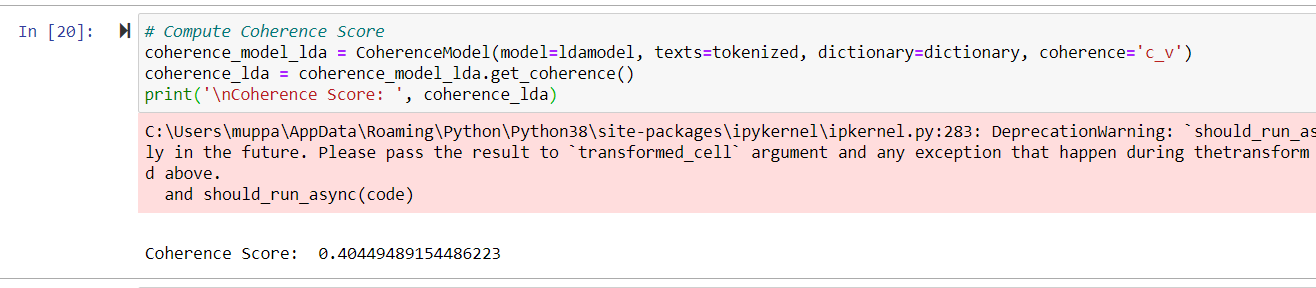 In [20]:
# Compute Coherence Score
coherence_model_lda = CoherenceModel(model=ldamodel, texts=tokenized, dictionary=dictionary, coherence='c_v')
coherence_lda = coherence_model_lda.get_coherence()
print('\nCoherence Score: ', coherence_lda)
C:\Users\muppa\AppData\Roaming\Python\Python38\site-packages\ipykernel\ipkernel.py:283: DeprecationWarning: `should_run_as
ly in the future. Please pass the result to `transformed_cell` argument and any exception that happen during thetransform
d above.
  and should_run_async(code)
Coherence Score:  0.40449489154486223